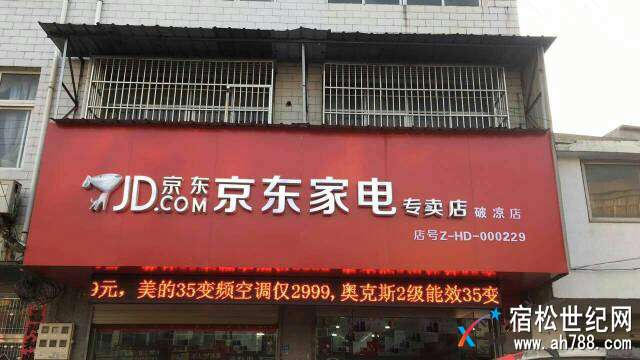 JD京东.COM 京东家电专卖店 破凉店
店号Z-HD-000229
9元，美的35变频空调仅2999,奥克斯2级能效35变
宿松世纪网
www.ah788.com